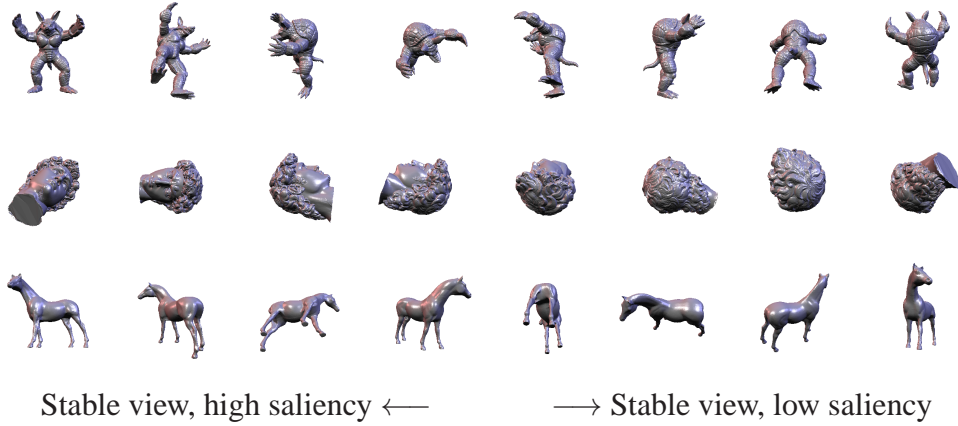 Stable view, high saliency ⟵ ⟶ Stable view, low saliency